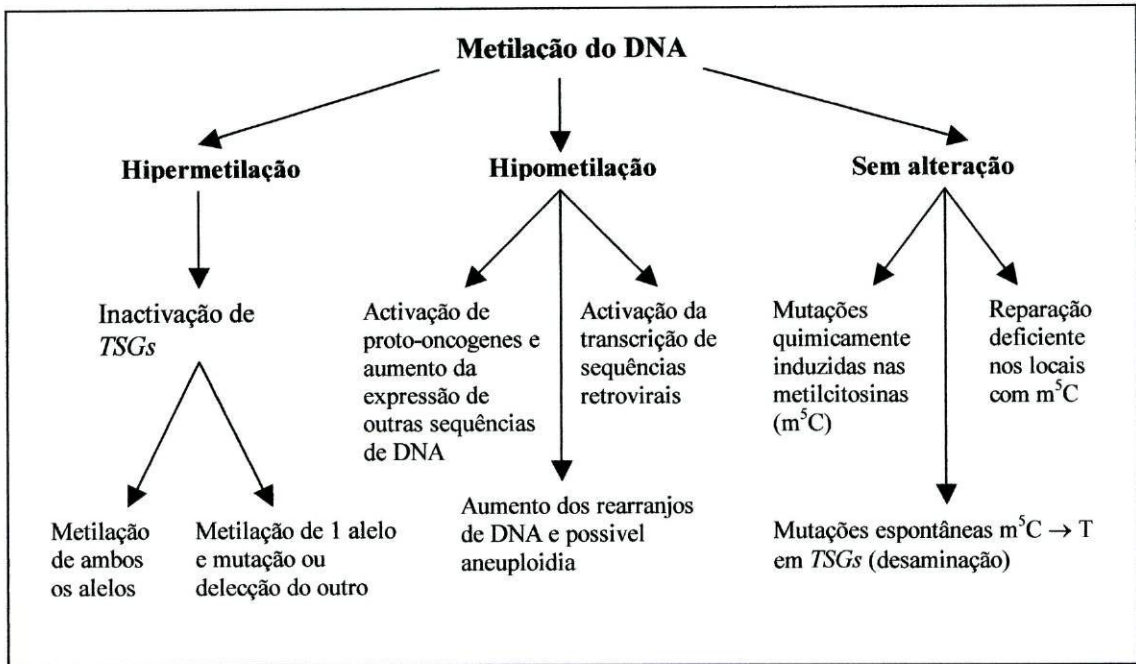 Metilação do DNA
Hipermetilação
Hipometilação
Sem alteração
Inactivação de
TSGs
Activação de
proto-oncogenes e
aumento da
expressão de
outras sequências
de DNA
Activação da
transcrição de
sequências
retrovirais
Mutações
quimicamente
induzidas nas
metilcitosinas
(m⁵C)
Reparação
deficiente
nos locais
com m⁵C
Metilação
de ambos
os alelos
Metilação de 1 alelo
e mutação ou
delecção do outro
Aumento dos rearranjos
de DNA e possivel
aneuploidia
Mutações espontâneas m⁵C → T
em TSGs (desaminação)